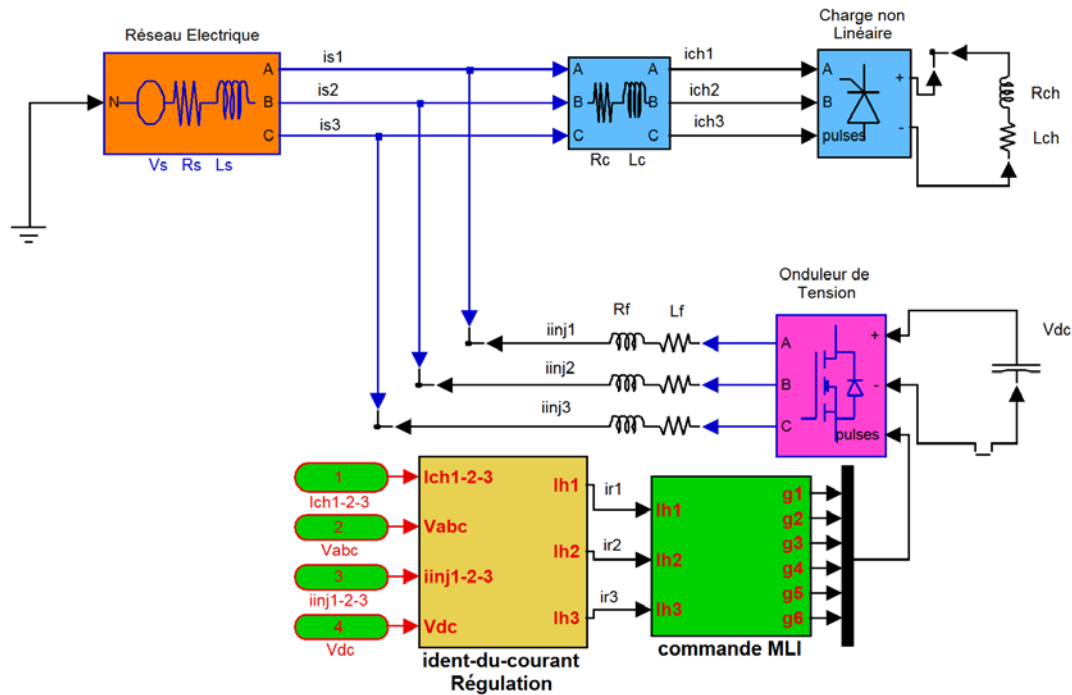 Réseau Electrique
N
A
B
C
Vs Rs Ls
is1
is2
is3
A
B
C
A
B
C
Rc Lc
ich1
ich2
ich3
Charge non
Linéaire
A
B
pulses
+
-
Rch
Lch
Onduleur de
Tension
A
B
C
+
-
pulses
Vdc
Rf Lf
iinj1
iinj2
iinj3
1
Ich1-2-3
2
Vabc
3
iinj1-2-3
4
Vdc
Ich1-2-3
Vabc
iinj1-2-3
Vdc
Ih1
Ih2
Ih3
ident-du-courant
Régulation
ir1
ir2
ir3
Ih1
Ih2
Ih3
g1
g2
g3
g4
g5
g6
commande MLI